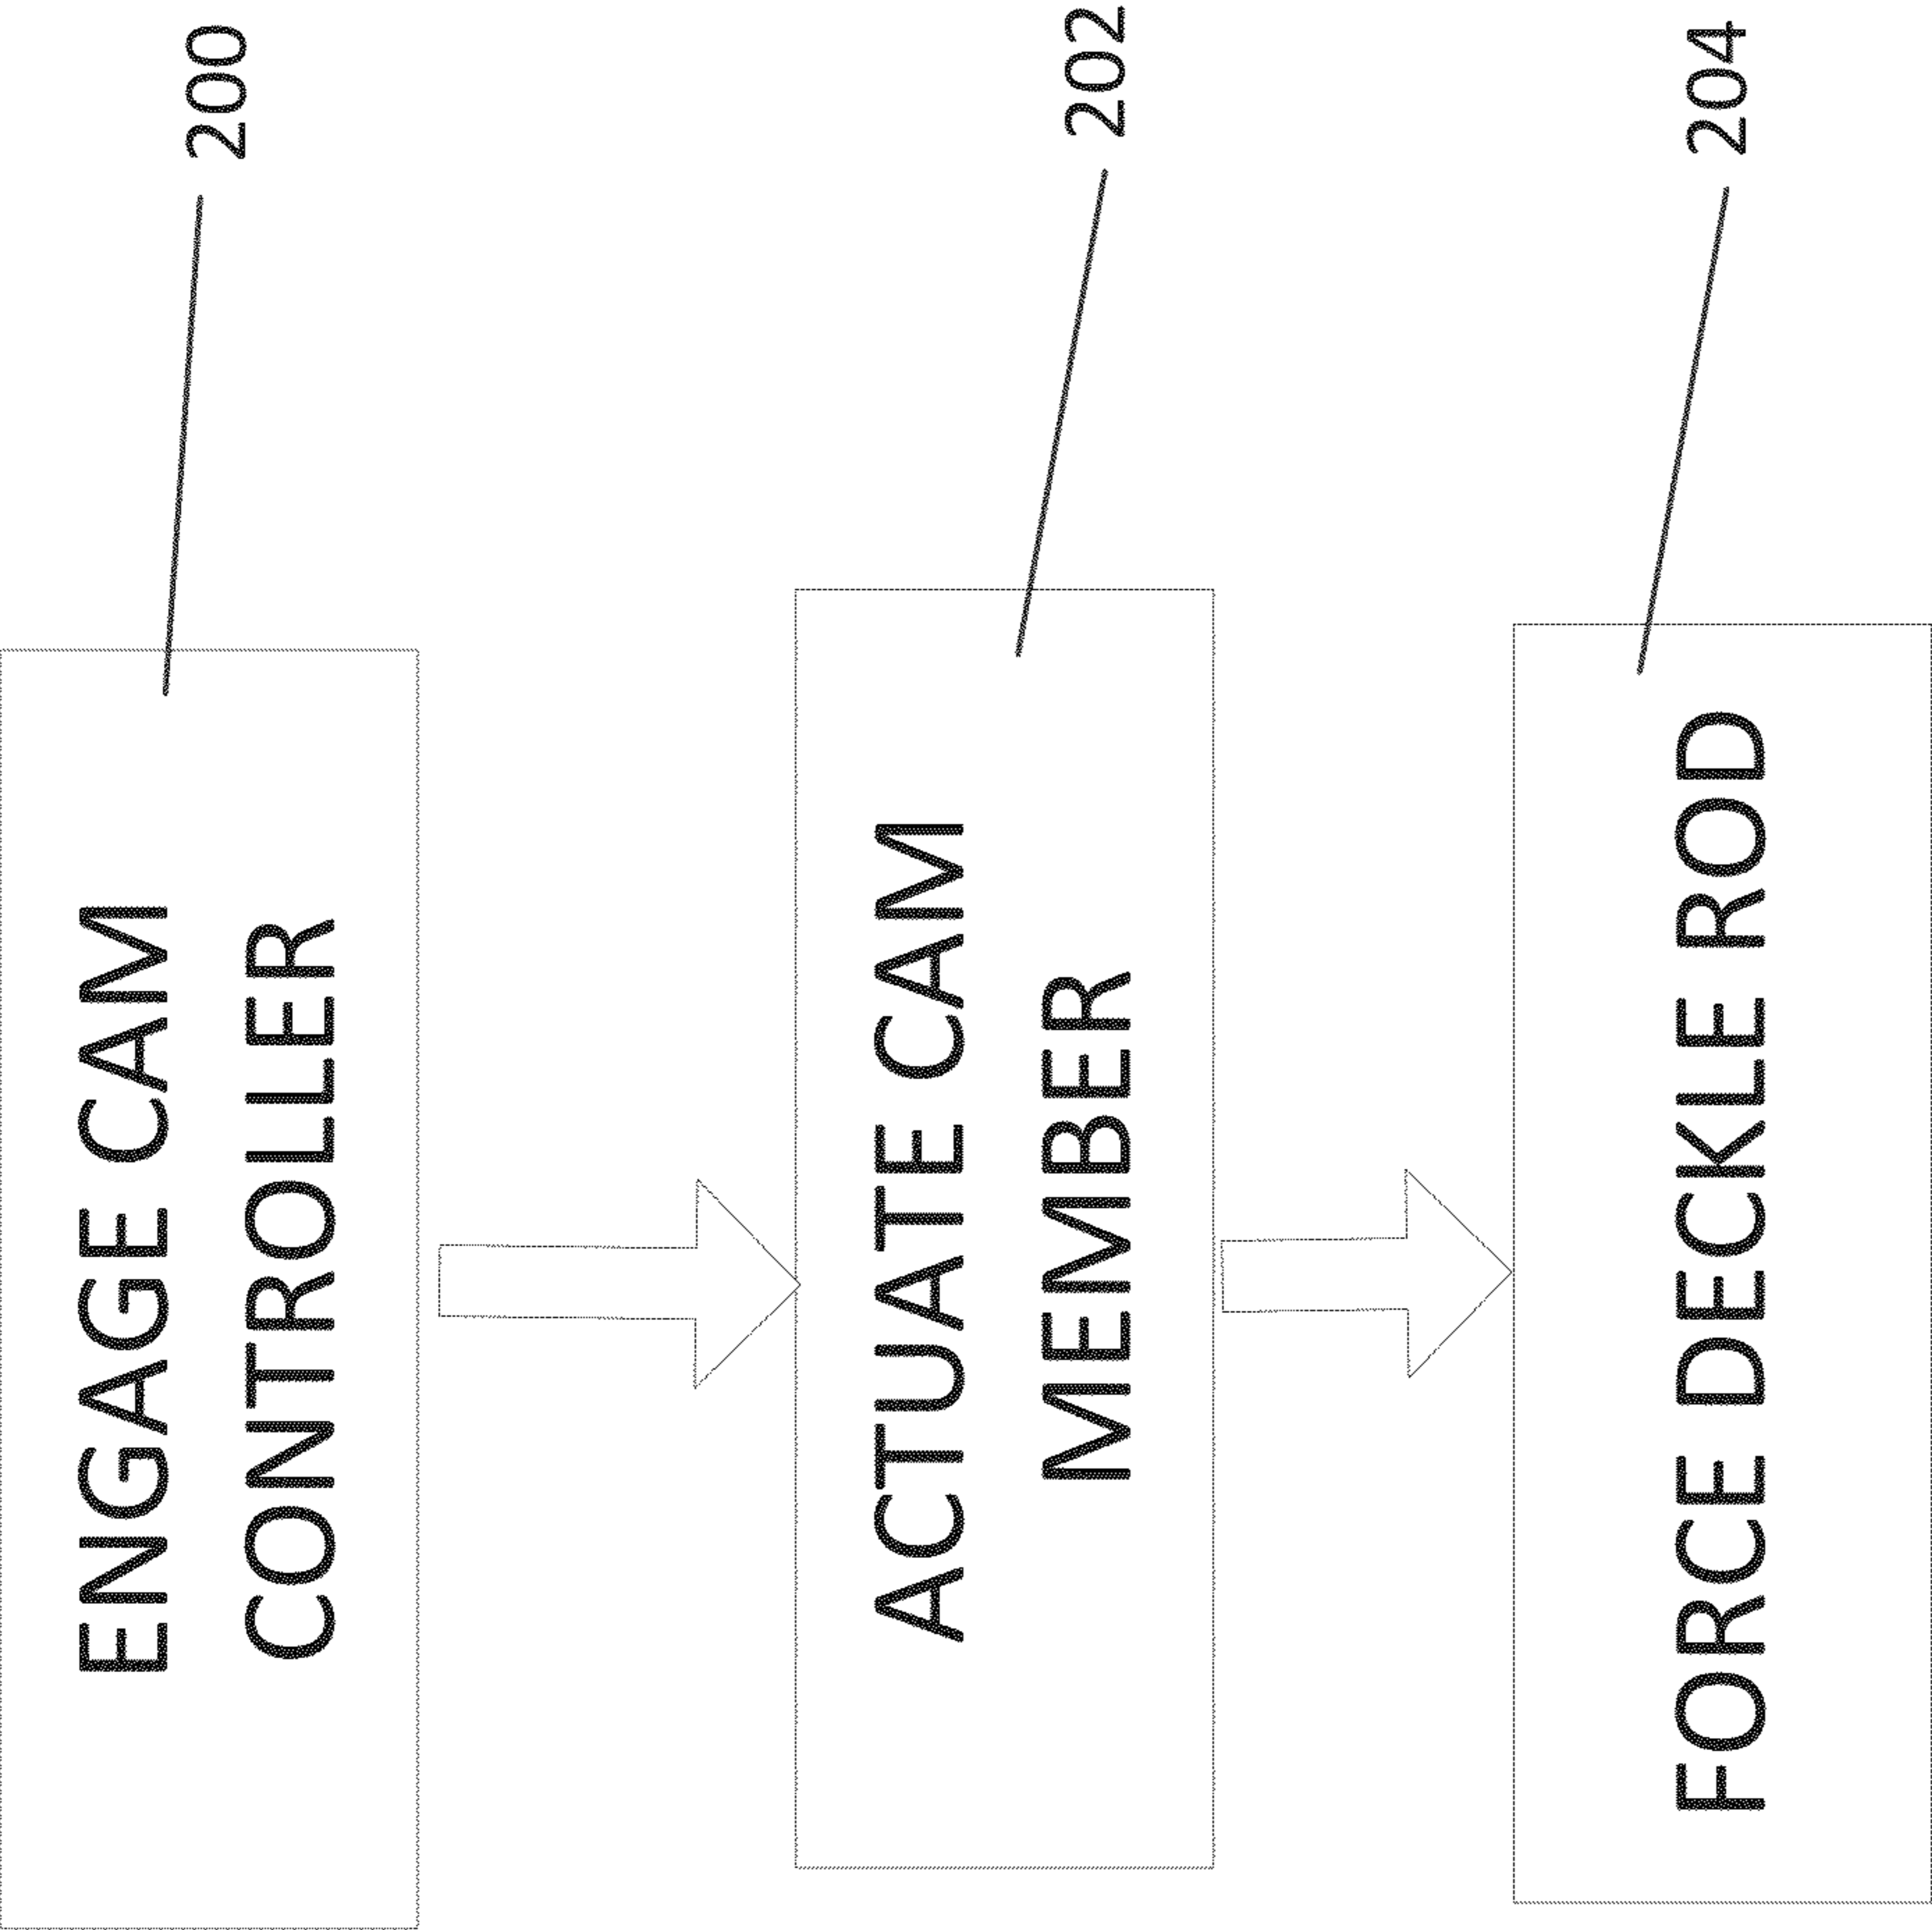 ENGAGE CAM
CONTROLLER
200
ACTUATE CAM
MEMBER
202
FORCE DECKLE ROD
204